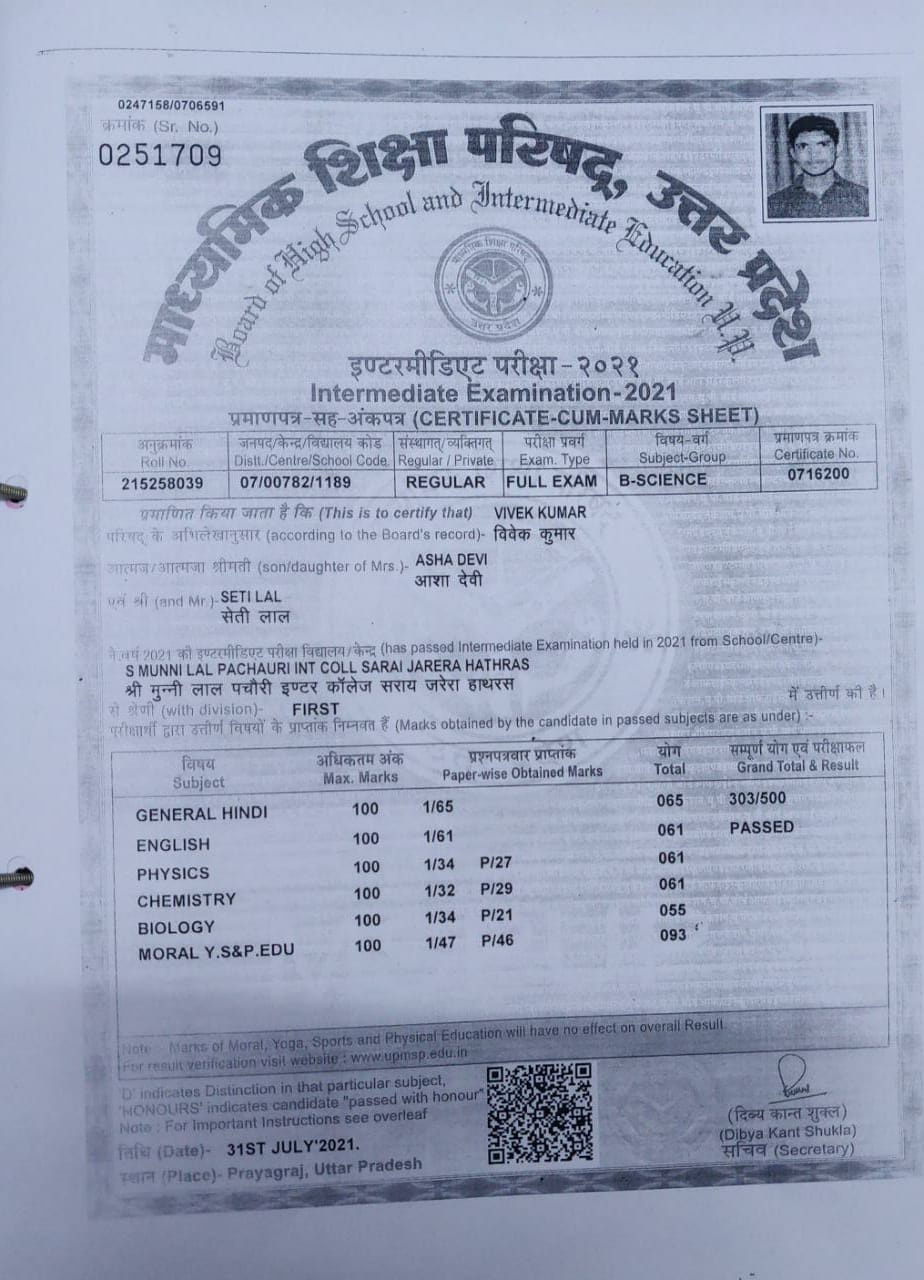 0247158/0706591
क्रमांक (Sr. No.)
0251709
माध्यमिक शिक्षा परिषद्, उत्तर प्रदेश
Board of High School and Intermediate Education U.P.
माध्यमिक शिक्षा परिषद
उत्तर प्रदेश
इण्टरमीडिएट परीक्षा-२०२१
Intermediate Examination-2021
प्रमाणपत्र-सह-अंकपत्र (CERTIFICATE-CUM-MARKS SHEET)
अनुक्रमांक जनपद/केन्द्र/विद्यालय कोड संस्थागत/व्यक्तिगत परीक्षा प्रवर्ग विषय-वर्ग प्रमाणपत्र क्रमांक
Roll No. Distt./Centre/School Code. Regular / Private Exam. Type Subject-Group Certificate No.
215258039 07/00782/1189 REGULAR FULL EXAM B-SCIENCE 0716200
प्रमाणित किया जाता है कि (This is to certify that) VIVEK KUMAR
परिषद् के अभिलेखानुसार (according to the Board's record)- विवेक कुमार
आत्मज/आत्मजा श्रीमती (son/daughter of Mrs.)- ASHA DEVI
आशा देवी
एवं श्री (and Mr.)- SETI LAL
सेती लाल
ने वर्ष 2021 की इण्टरमीडिएट परीक्षा विद्यालय/केन्द्र (has passed Intermediate Examination held in 2021 from School/Centre)-
S MUNNI LAL PACHAURI INT COLL SARAI JARERA HATHRAS
श्री मुन्नी लाल पचौरी इण्टर कॉलेज सराय जरेरा हाथरस
से श्रेणी (with division)- FIRST में उत्तीर्ण की है।
परीक्षार्थी द्वारा उत्तीर्ण विषयों के प्राप्तांक निम्नवत हैं (Marks obtained by the candidate in passed subjects are as under) :-
विषय अधिकतम अंक प्रश्नपत्रवार प्राप्तांक योग सम्पूर्ण योग एवं परीक्षाफल
Subject Max. Marks Paper-wise Obtained Marks Total Grand Total & Result
GENERAL HINDI 100 1/65 065 303/500
ENGLISH 100 1/61 061 PASSED
PHYSICS 100 1/34 P/27 061
CHEMISTRY 100 1/32 P/29 061
BIOLOGY 100 1/34 P/21 055
MORAL Y.S&P.EDU 100 1/47 P/46 093
Note :- Marks of Moral, Yoga, Sports and Physical Education will have no effect on overall Result.
For result verification visit website : www.upmsp.edu.in
'D' indicates Distinction in that particular subject,
'HONOURS' indicates candidate "passed with honour"
Note : For Important Instructions see overleaf
तिथि (Date)- 31ST JULY'2021.
स्थान (Place)- Prayagraj, Uttar Pradesh
(दिब्य कान्त शुक्ल)
(Dibya Kant Shukla)
सचिव (Secretary)